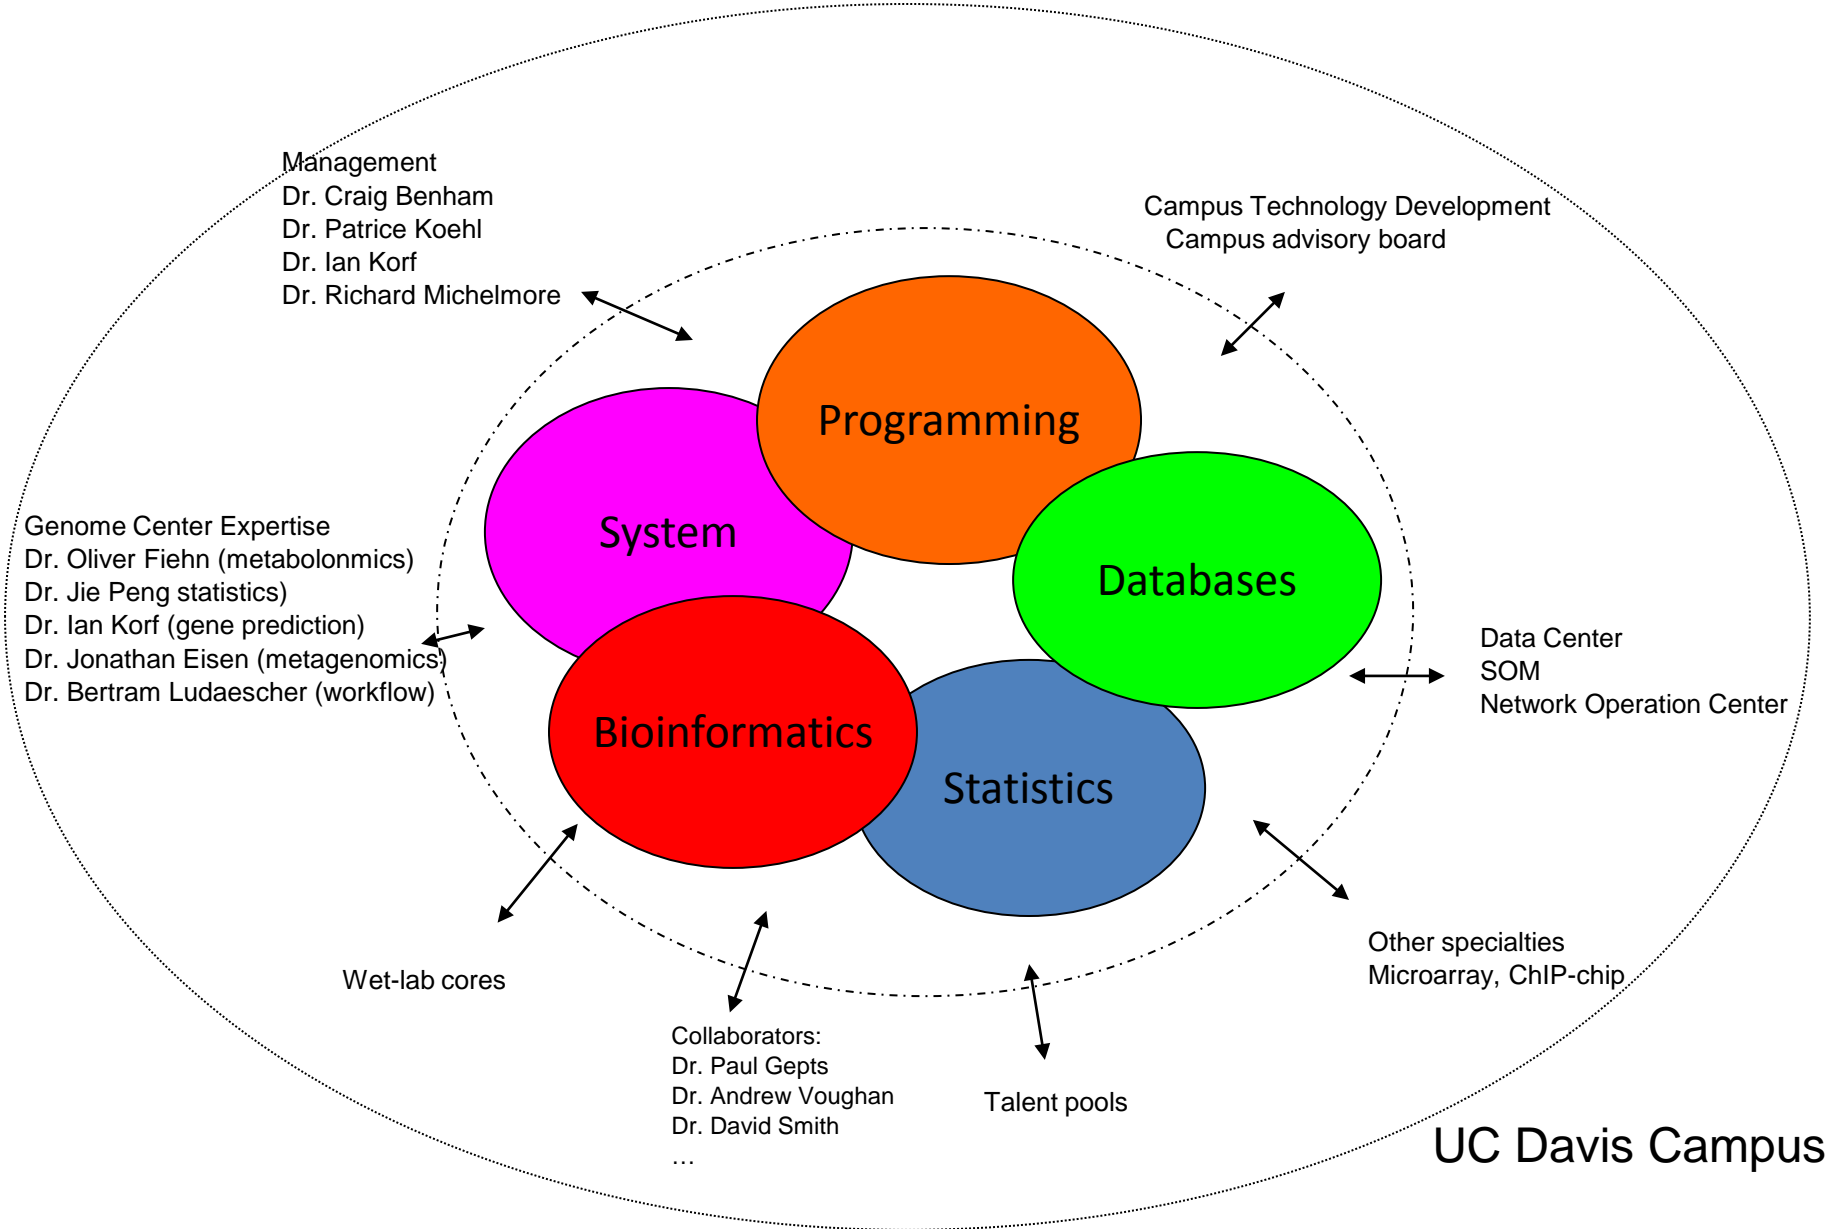 Management
Dr. Craig Benham
Dr. Patrice Koehl
Dr. Ian Korf
Dr. Richard Michelmore
Campus Technology Development
Campus advisory board
Programming
System
Databases
Genome Center Expertise
Dr. Oliver Fiehn (metabolonmics)
Dr. Jie Peng statistics)
Dr. Ian Korf (gene prediction)
Dr. Jonathan Eisen (metagenomics)
Dr. Bertram Ludaescher (workflow)
Data Center
SOM
Network Operation Center
Bioinformatics
Statistics
Wet-lab cores
Other specialties
Microarray, ChIP-chip
Collaborators:
Dr. Paul Gepts
Dr. Andrew Voughan
Dr. David Smith
…
Talent pools
UC Davis Campus